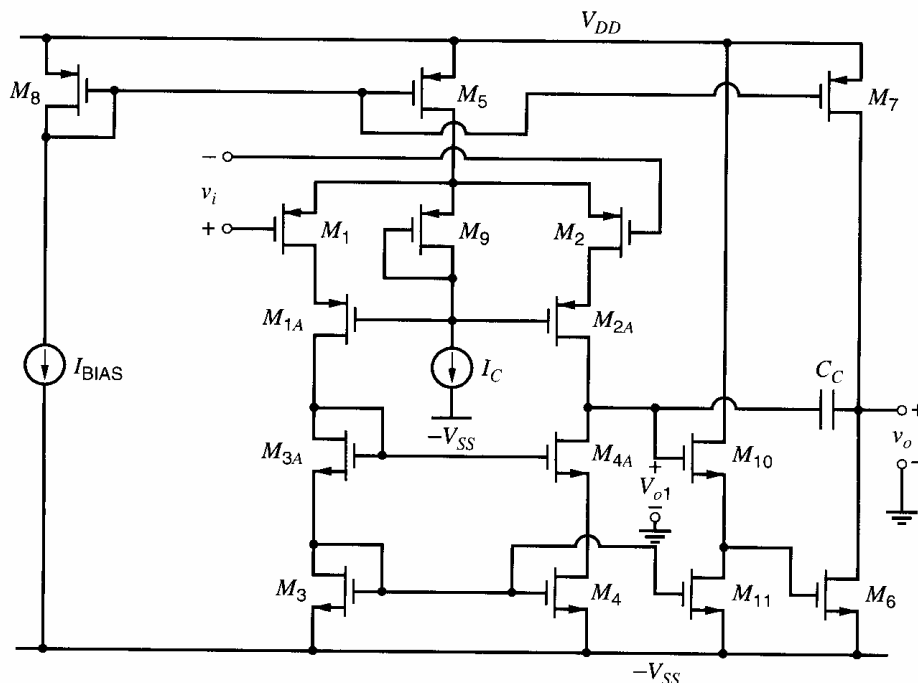 V_DD
M_8
M_5
M_7
−
v_i
+
M_1
M_9
M_2
M_1A
M_2A
I_BIAS
I_C
C_C
−V_SS
+
v_o
−
M_3A
M_4A
+
V_o1
−
M_10
M_3
M_4
M_11
M_6
−V_SS